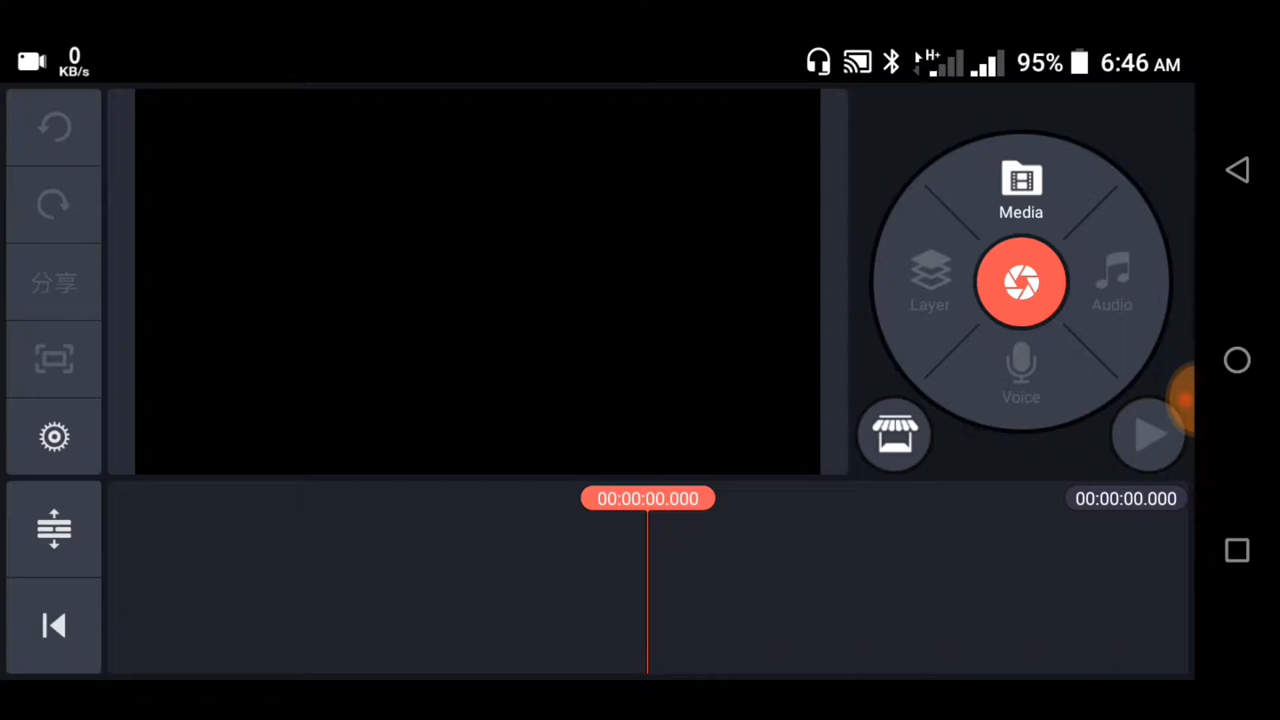 0
KB/s
H+
95%
6:46 AM
Media
分享
Layer
Audio
Voice
00:00:00.000
00:00:00.000